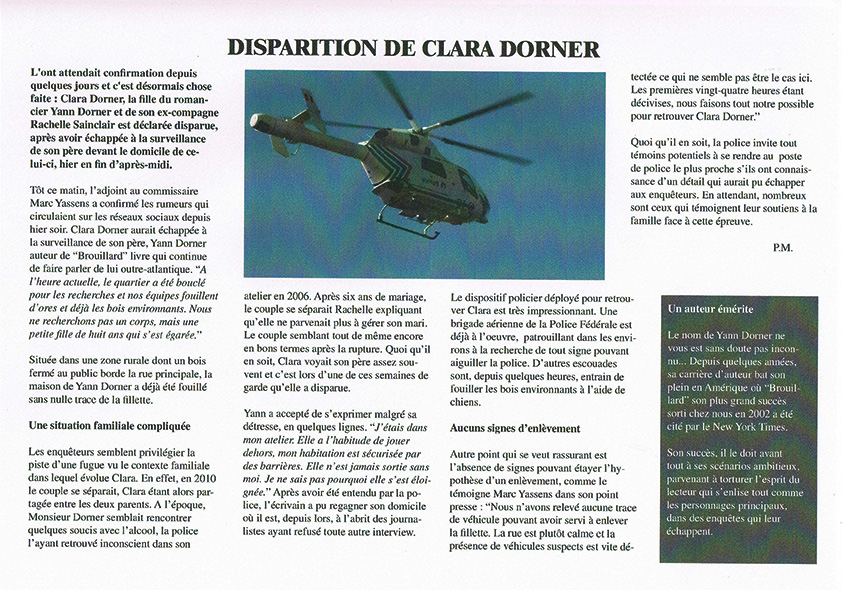 DISPARITION DE CLARA DORNER
L'ont attendait confirmation depuis
quelques jours et c'est désormais chose
faite : Clara Dorner, la fille du roman-
cier Yann Dorner et de son ex-compagne
Rachelle Sainclair est déclarée disparue,
après avoir échappée à la surveillance
de son père devant le domicile de ce-
lui-ci, hier en fin d'après-midi.
Tôt ce matin, l'adjoint au commissaire
Marc Yassens a confirmé les rumeurs qui
circulaient sur les réseaux sociaux depuis
hier soir. Clara Dorner aurait échappée à
la surveillance de son père, Yann Dorner
auteur de “Brouillard” livre qui continue
de faire parler de lui outre-atlantique. “A
l'heure actuelle, le quartier a été bouclé
pour les recherches et nos équipes fouillent
d'ores et déjà les bois environnants. Nous
ne recherchons pas un corps, mais une
petite fille de huit ans qui s'est égarée.”
Située dans une zone rurale dont un bois
fermé au public borde la rue principale, la
maison de Yann Dorner a déjà été fouillé
sans nulle trace de la fillette.
Une situation familiale compliquée
Les enquêteurs semblent privilégier la
piste d'une fugue vu le contexte familiale
dans lequel évolue Clara. En effet, en 2010
le couple se séparait, Clara étant alors par-
tagée entre les deux parents. A l'époque,
Monsieur Dorner semblait rencontrer
quelques soucis avec l'alcool, la police
l'ayant retrouvé inconscient dans son
atelier en 2006. Après six ans de mariage,
le couple se séparait Rachelle expliquant
qu'elle ne parvenait plus à gérer son mari.
Le couple semblant tout de même encore
en bons termes après la rupture. Quoi qu'il
en soit, Clara voyait son père assez sou-
vent et c'est lors d'une de ces semaines de
garde qu'elle a disparue.
Yann a accepté de s'exprimer malgré sa
détresse, en quelques lignes. “J'étais dans
mon atelier. Elle a l'habitude de jouer
dehors, mon habitation est sécurisée par
des barrières. Elle n'est jamais sortie sans
moi. Je ne sais pas pourquoi elle s'est éloi-
gnée.” Après avoir été entendu par la po-
lice, l'écrivain a pu regagner son domicile
où il est, depuis lors, à l'abrit des journa-
listes ayant refusé toute autre interview.
Le dispositif policier déployé pour retrou-
ver Clara est très impressionnant. Une
brigade aérienne de la Police Fédérale est
déjà à l'oeuvre, patrouillant dans les envi-
rons à la recherche de tout signe pouvant
aiguiller la police. D'autres escouades
sont, depuis quelques heures, entrain de
fouiller les bois environnants à l'aide de
chiens.
Aucuns signes d'enlèvement
Autre point qui se veut rassurant est
l'absence de signes pouvant étayer l'hy-
pothèse d'un enlèvement, comme le
témoigne Marc Yassens dans son point
presse : “Nous n'avons relevé aucune trace
de véhicule pouvant avoir servi à enlever
la fillette. La rue est plutôt calme et la
présence de véhicules suspects est vite dé-
tectée ce qui ne semble pas être le cas ici.
Les premières vingt-quatre heures étant
décivises, nous faisons tout notre possible
pour retrouver Clara Dorner.”
Quoi qu'il en soit, la police invite tout
témoins potentiels à se rendre au poste
de police le plus proche s'ils ont connais-
sance d'un détail qui aurait pu échapper
aux enquêteurs. En attendant, nombreux
sont ceux qui témoignent leur soutiens à la
famille face à cette épreuve.
P.M.
Un auteur émérite
Le nom de Yann Dorner ne
vous est sans doute pas incon-
nu... Depuis quelques années,
sa carrière d'auteur bat son
plein en Amérique où “Brouil-
lard” son plus grand succès
sorti chez nous en 2002 a été
cité par le New York Times.
Son succès, il le doit avant
tout à ses scénarios ambitieux,
parvenant à torturer l'esprit du
lecteur qui s'enlise tout comme
les personnages principaux,
dans des enquêtes qui leur
échappent.